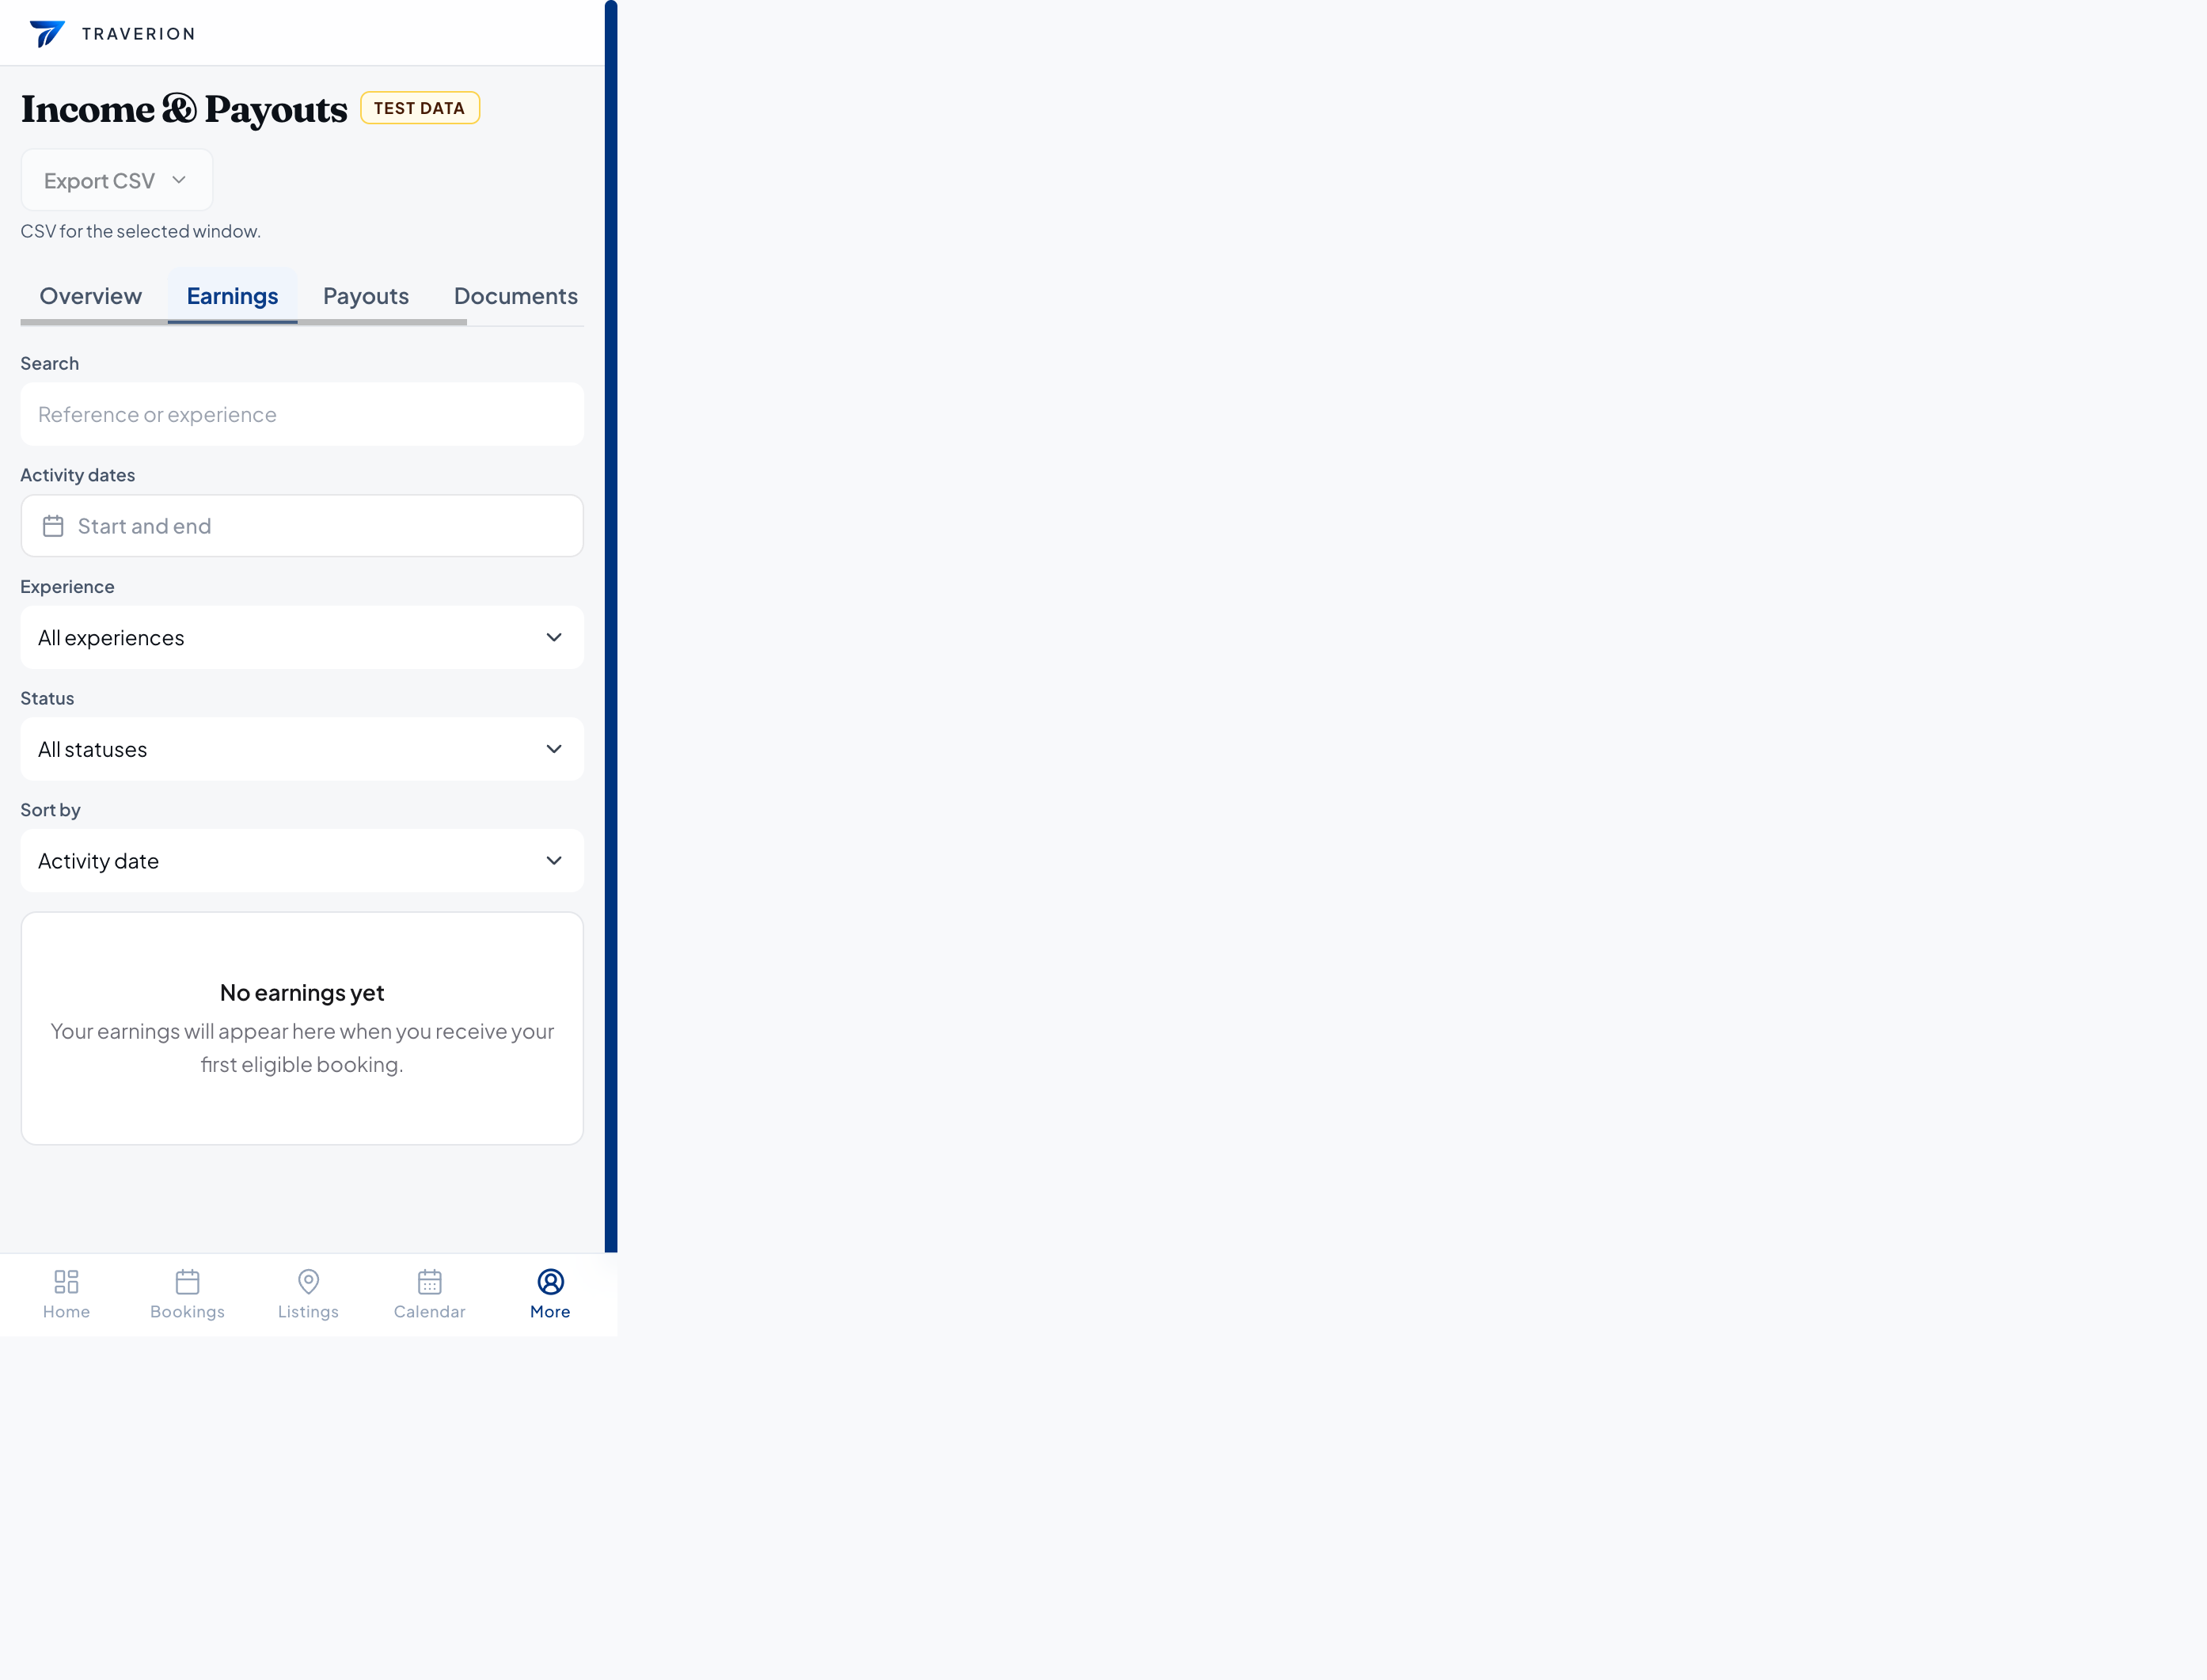 TRAVERION
Income & Payouts
TEST DATA
Export CSV
CSV for the selected window.
Overview
Earnings
Payouts
Documents
Search
Reference or experience
Activity dates
Start and end
Experience
All experiences
Status
All statuses
Sort by
Activity date
No earnings yet
Your earnings will appear here when you receive your
first eligible booking.
Home
Bookings
Listings
Calendar
More